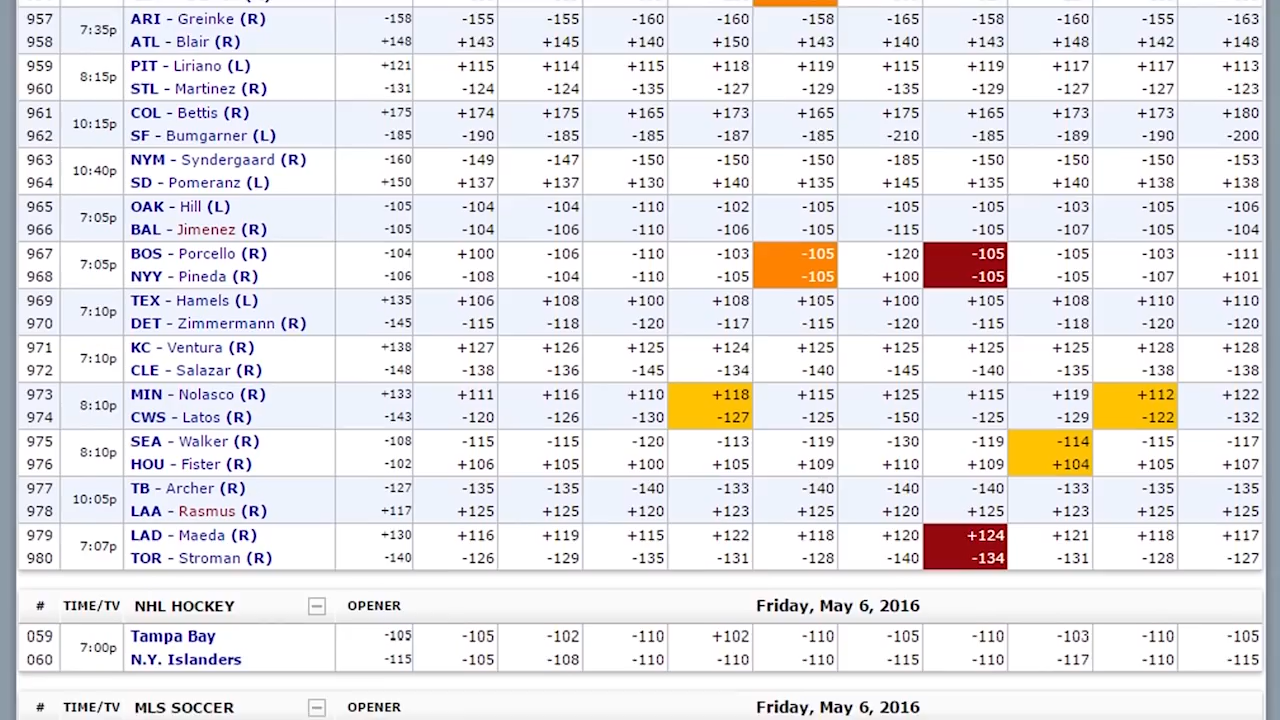 957 7:35p ARI - Greinke (R) -158 -155 -155 -160 -160 -158 -165 -158 -160 -155 -163
958 ATL - Blair (R) +148 +143 +145 +140 +150 +143 +140 +143 +148 +142 +148
959 8:15p PIT - Liriano (L) +121 +115 +114 +115 +118 +119 +115 +119 +117 +117 +113
960 STL - Martinez (R) -131 -124 -124 -135 -127 -129 -135 -129 -127 -127 -123
961 10:15p COL - Bettis (R) +175 +174 +175 +165 +173 +165 +175 +165 +173 +173 +180
962 SF - Bumgarner (L) -185 -190 -185 -185 -187 -185 -210 -185 -189 -190 -200
963 10:40p NYM - Syndergaard (R) -160 -149 -147 -150 -150 -150 -185 -150 -150 -150 -153
964 SD - Pomeranz (L) +150 +137 +137 +130 +140 +135 +145 +135 +140 +138 +138
965 7:05p OAK - Hill (L) -105 -104 -104 -110 -102 -105 -105 -105 -103 -105 -106
966 BAL - Jimenez (R) -105 -104 -106 -110 -106 -105 -115 -105 -107 -105 -104
967 7:05p BOS - Porcello (R) -104 +100 -106 -110 -103 -105 -120 -105 -105 -103 -111
968 NYY - Pineda (R) -106 -108 -104 -110 -105 -105 +100 -105 -105 -107 +101
969 7:10p TEX - Hamels (L) +135 +106 +108 +100 +108 +105 +100 +105 +108 +110 +110
970 DET - Zimmermann (R) -145 -115 -118 -120 -117 -115 -120 -115 -118 -120 -120
971 7:10p KC - Ventura (R) +138 +127 +126 +125 +124 +125 +125 +125 +125 +128 +128
972 CLE - Salazar (R) -148 -138 -136 -145 -134 -140 -145 -140 -135 -138 -138
973 8:10p MIN - Nolasco (R) +133 +111 +116 +110 +118 +115 +125 +115 +119 +112 +122
974 CWS - Latos (R) -143 -120 -126 -130 -127 -125 -150 -125 -129 -122 -132
975 8:10p SEA - Walker (R) -108 -115 -115 -120 -113 -119 -130 -119 -114 -115 -117
976 HOU - Fister (R) -102 +106 +105 +100 +105 +109 +110 +109 +104 +105 +107
977 10:05p TB - Archer (R) -127 -135 -135 -140 -133 -140 -140 -140 -133 -135 -135
978 LAA - Rasmus (R) +117 +125 +125 +120 +123 +125 +120 +125 +123 +125 +125
979 7:07p LAD - Maeda (R) +130 +116 +119 +115 +122 +118 +120 +124 +121 +118 +117
980 TOR - Stroman (R) -140 -126 -129 -135 -131 -128 -140 -134 -131 -128 -127
# TIME/TV NHL HOCKEY OPENER Friday, May 6, 2016
059 7:00p Tampa Bay -105 -105 -102 -110 +102 -110 -105 -110 -103 -110 -105
060 N.Y. Islanders -115 -105 -108 -110 -110 -110 -115 -110 -117 -110 -115
# TIME/TV MLS SOCCER OPENER Friday, May 6, 2016